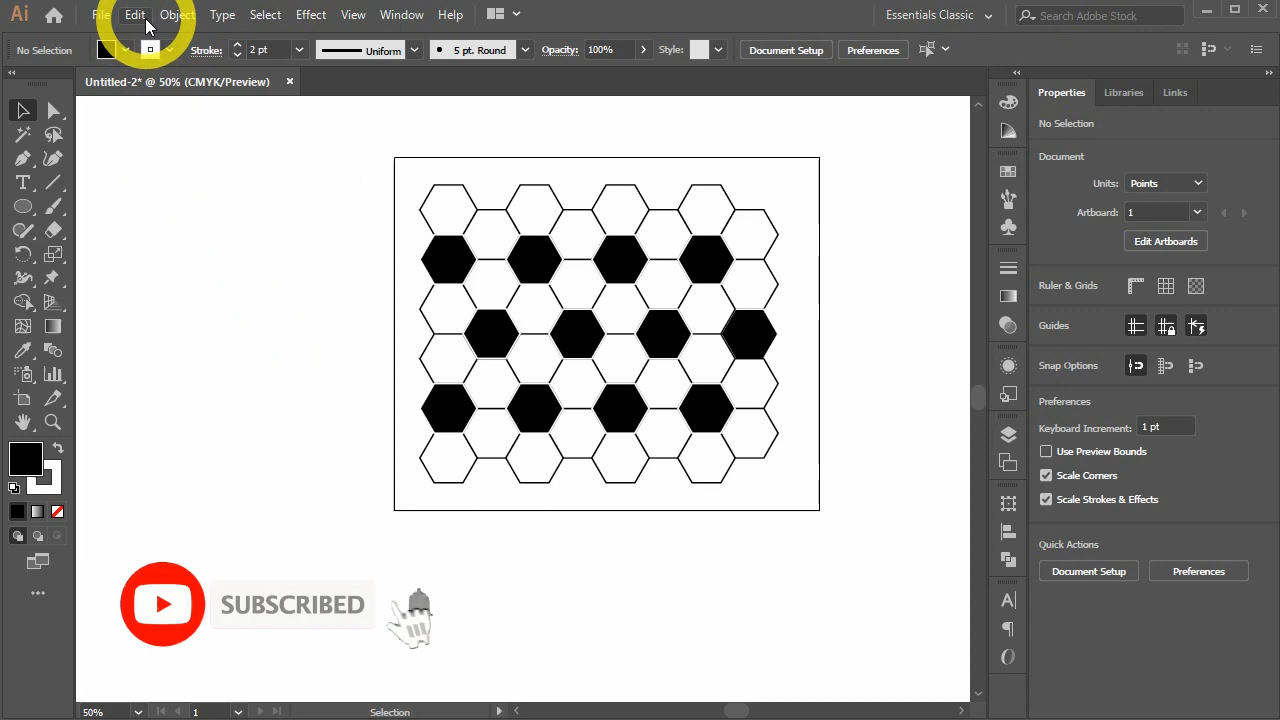 Ai File Edit Object Type Select Effect View Window Help Essentials Classic Search Adobe Stock
No Selection Stroke: 2 pt Uniform 5 pt. Round Opacity: 100% Style: Document Setup Preferences
Untitled-2* @ 50% (CMYK/Preview)
Properties Libraries Links
No Selection
Document
Units: Points
Artboard: 1
Edit Artboards
Ruler & Grids
Guides
Snap Options
Preferences
Keyboard Increment: 1 pt
Use Preview Bounds
Scale Corners
Scale Strokes & Effects
Quick Actions
Document Setup Preferences
SUBSCRIBED
50% 1 Selection